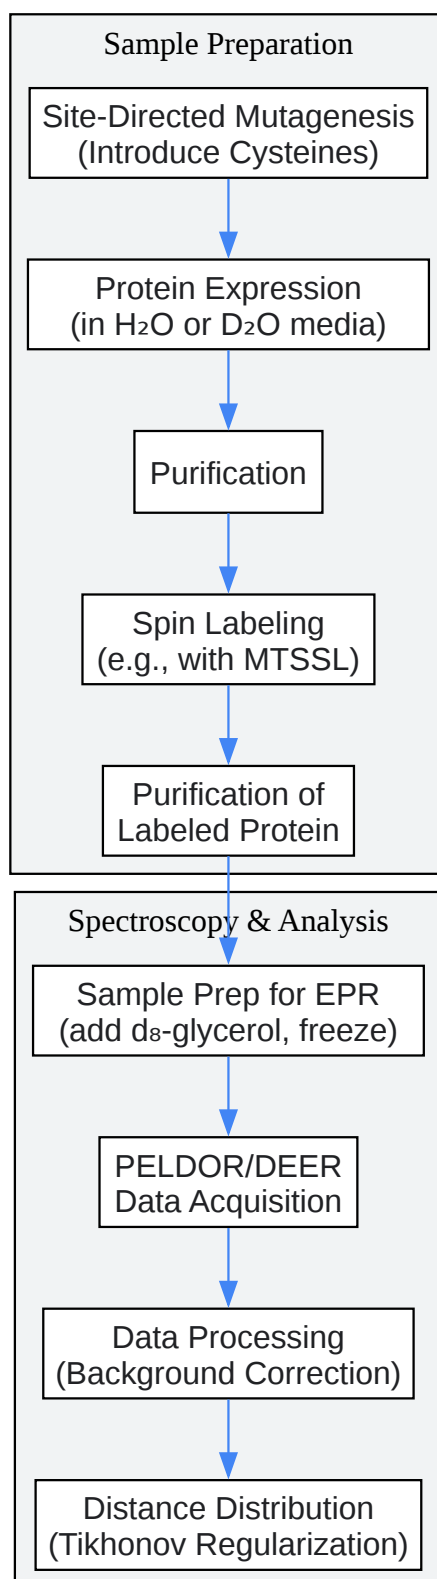 Sample Preparation
Site-Directed Mutagenesis
(Introduce Cysteines)
Protein Expression
(in H₂O or D₂O media)
Purification
Spin Labeling
(e.g., with MTSSL)
Purification of
Labeled Protein
Spectroscopy & Analysis
Sample Prep for EPR
(add d₈-glycerol, freeze)
PELDOR/DEER
Data Acquisition
Data Processing
(Background Correction)
Distance Distribution
(Tikhonov Regularization)